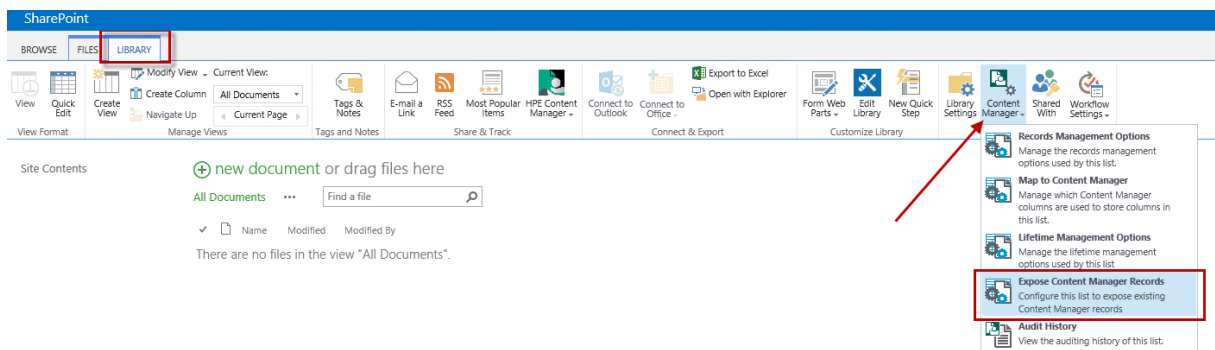 SharePoint
BROWSE FILES LIBRARY
View
Quick Edit
Create View
Modify View
Create Column
Navigate Up
Current View:
All Documents
Current Page
Tags & Notes
E-mail a Link
RSS Feed
Most Popular Items
HPE Content Manager
Connect to Outlook
Connect to Office
Export to Excel
Open with Explorer
Form Web Parts
Edit Library
New Quick Step
Library Settings
Content Manager
Shared With
Workflow Settings
View Format
Manage Views
Tags and Notes
Share & Track
Connect & Export
Customize Library
Site Contents
new document or drag files here
All Documents ••• Find a file
Name Modified Modified By
There are no files in the view "All Documents".
Records Management Options
Manage the records management
options used by this list.
Map to Content Manager
Manage which Content Manager
columns are used to store columns in
this list.
Lifetime Management Options
Manage the lifetime management
options used by this list
Expose Content Manager Records
Configure this list to expose existing
Content Manager records
Audit History
View the auditing history of this list.